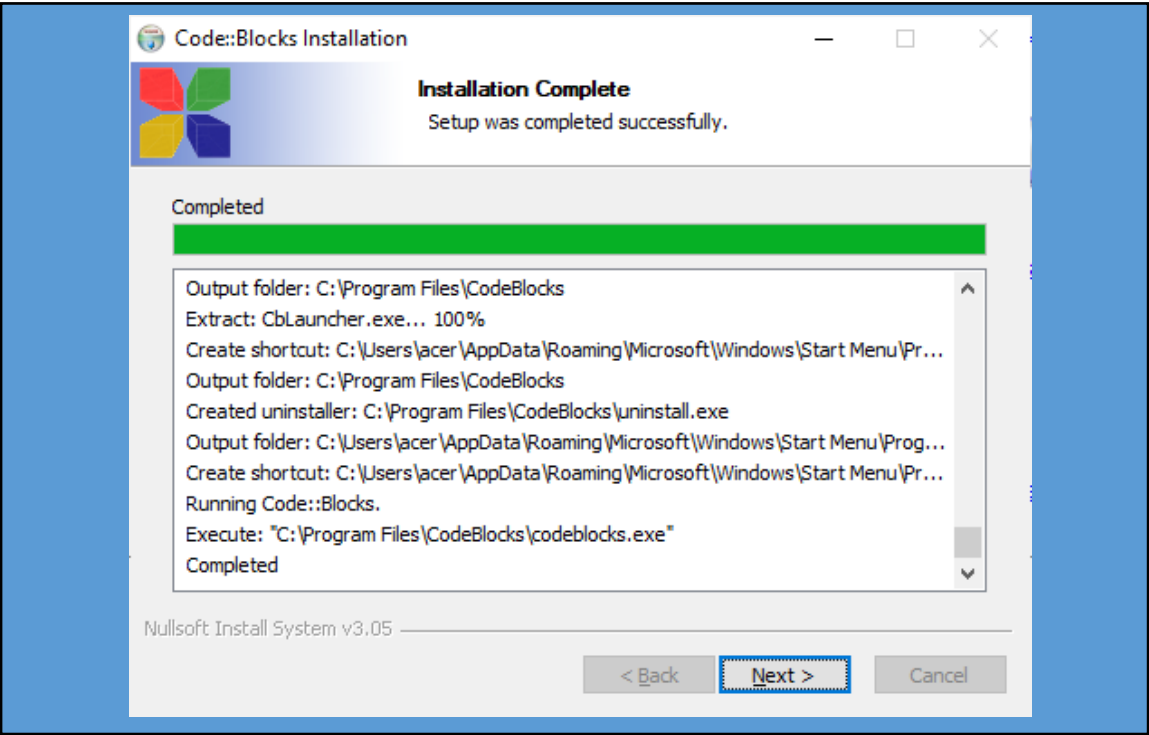 Code::Blocks Installation
Installation Complete
Setup was completed successfully.
Completed
Output folder: C:\Program Files\CodeBlocks
Extract: CbLauncher.exe... 100%
Create shortcut: C:\Users\acer\AppData\Roaming\Microsoft\Windows\Start Menu\Pr...
Output folder: C:\Program Files\CodeBlocks
Created uninstaller: C:\Program Files\CodeBlocks\uninstall.exe
Output folder: C:\Users\acer\AppData\Roaming\Microsoft\Windows\Start Menu\Prog...
Create shortcut: C:\Users\acer\AppData\Roaming\Microsoft\Windows\Start Menu\Pr...
Running Code::Blocks.
Execute: "C:\Program Files\CodeBlocks\codeblocks.exe"
Completed
Nullsoft Install System v3.05
< Back Next > Cancel